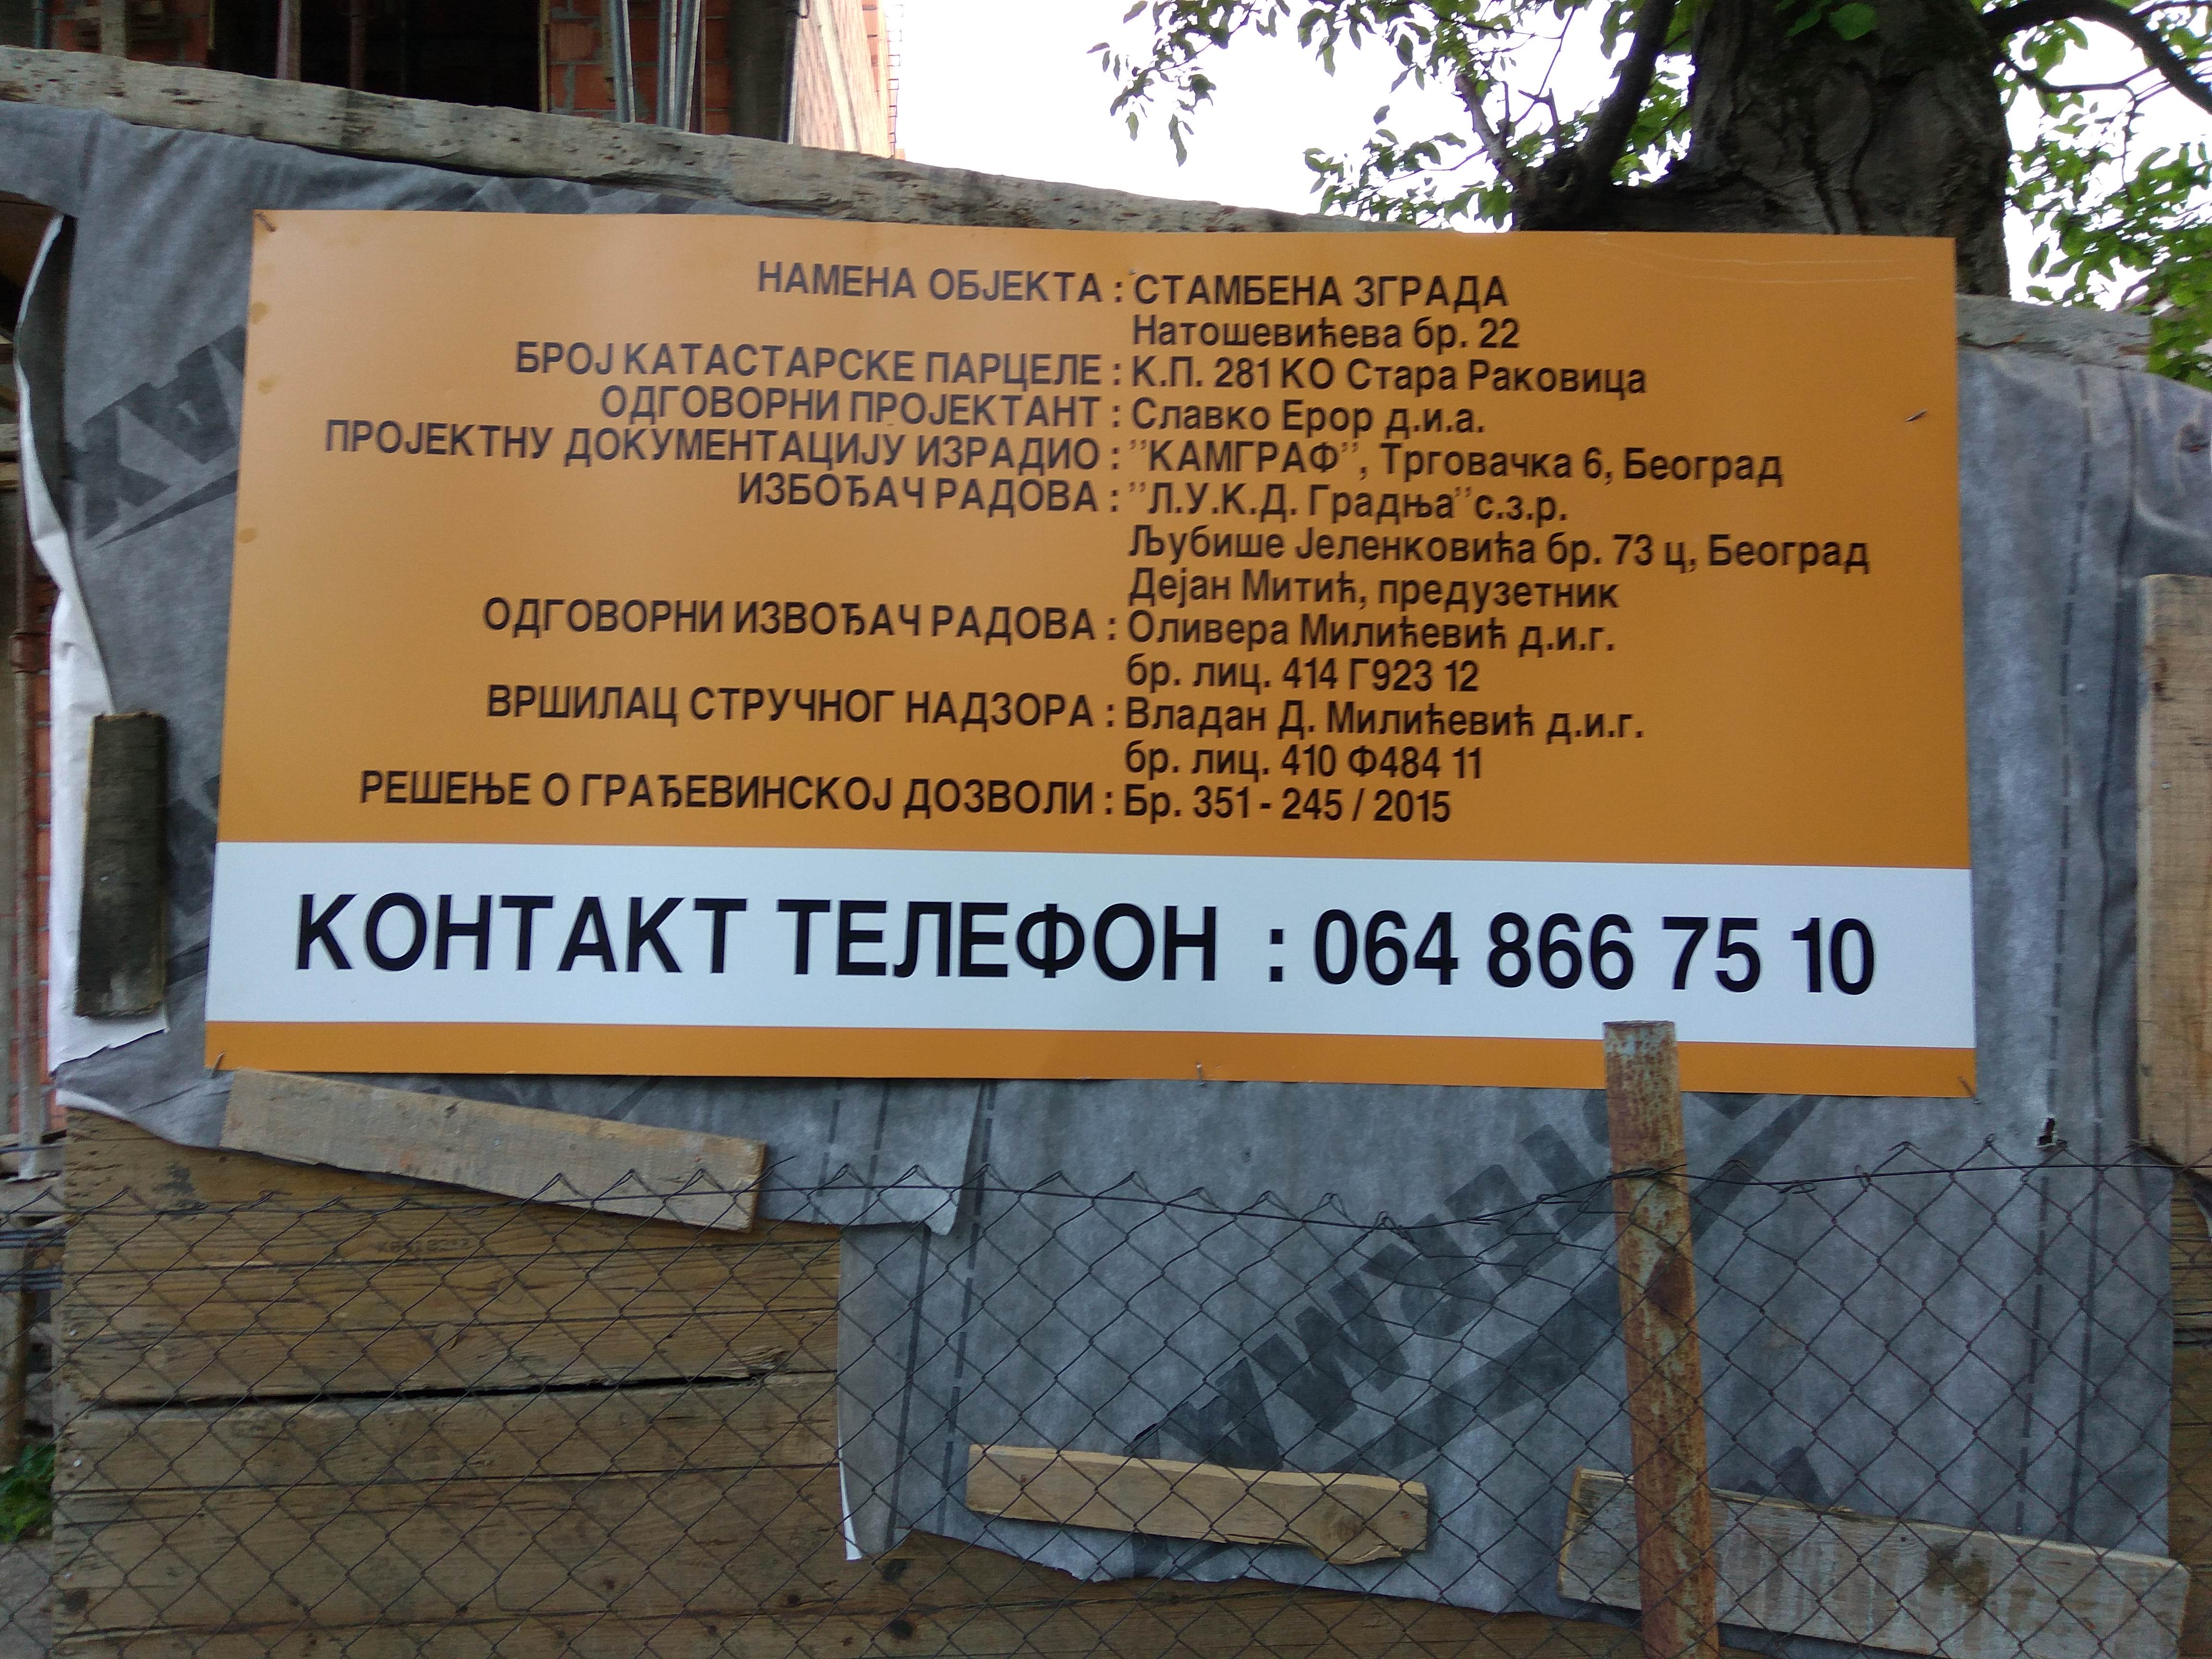 НАМЕНА ОБЈЕКТА : СТАМБЕНА ЗГРАДА
Натошевићева бр. 22
БРОЈ КАТАСТАРСКЕ ПАРЦЕЛЕ : К.П. 281 КО Стара Раковица
ОДГОВОРНИ ПРОЈЕКТАНТ : Славко Ерор д.и.а.
ПРОЈЕКТНУ ДОКУМЕНТАЦИЈУ ИЗРАДИО : ”КАМГРАФ”, Трговачка 6, Београд
ИЗБОЂАЧ РАДОВА : ”Л.У.К.Д. Градња” с.з.р.
Љубише Јеленковића бр. 73 ц, Београд
Дејан Митић, предузетник
ОДГОВОРНИ ИЗВОЂАЧ РАДОВА : Оливера Милићевић д.и.г.
бр. лиц. 414 Г923 12
ВРШИЛАЦ СТРУЧНОГ НАДЗОРА : Владан Д. Милићевић д.и.г.
бр. лиц. 410 Ф484 11
РЕШЕЊЕ О ГРАЂЕВИНСКОЈ ДОЗВОЛИ : Бр. 351 - 245 / 2015
КОНТАКТ ТЕЛЕФОН : 064 866 75 10